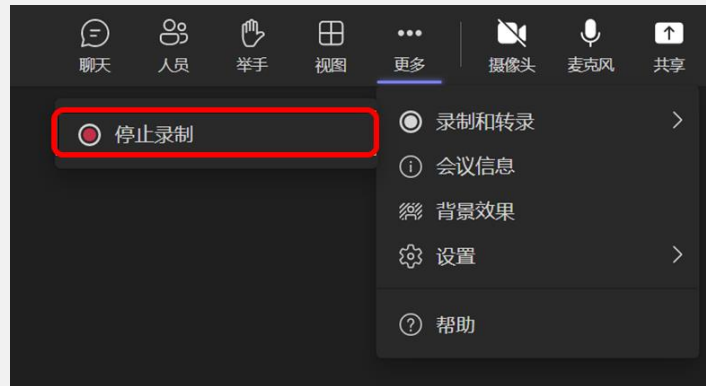 聊天 人员 举手 视图 更多 摄像头 麦克风 共享
停止录制
录制和转录
会议信息
背景效果
设置
帮助